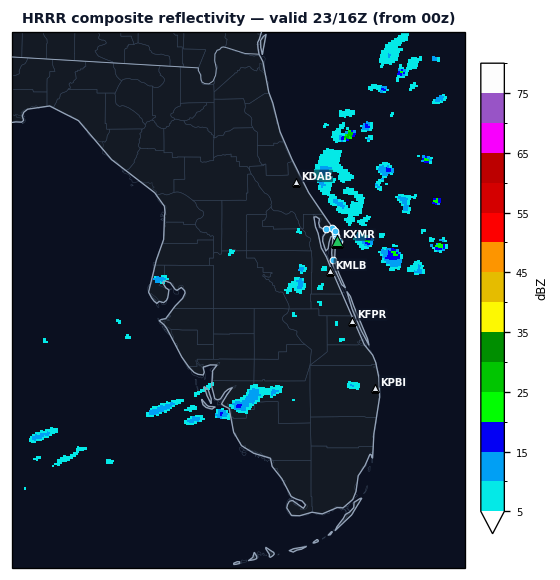 HRRR composite reflectivity — valid 23/16Z (from 00z)
KDAB
KXMR
KMLB
KFPR
KPBI
75
65
55
45
35
25
15
5
dBZ